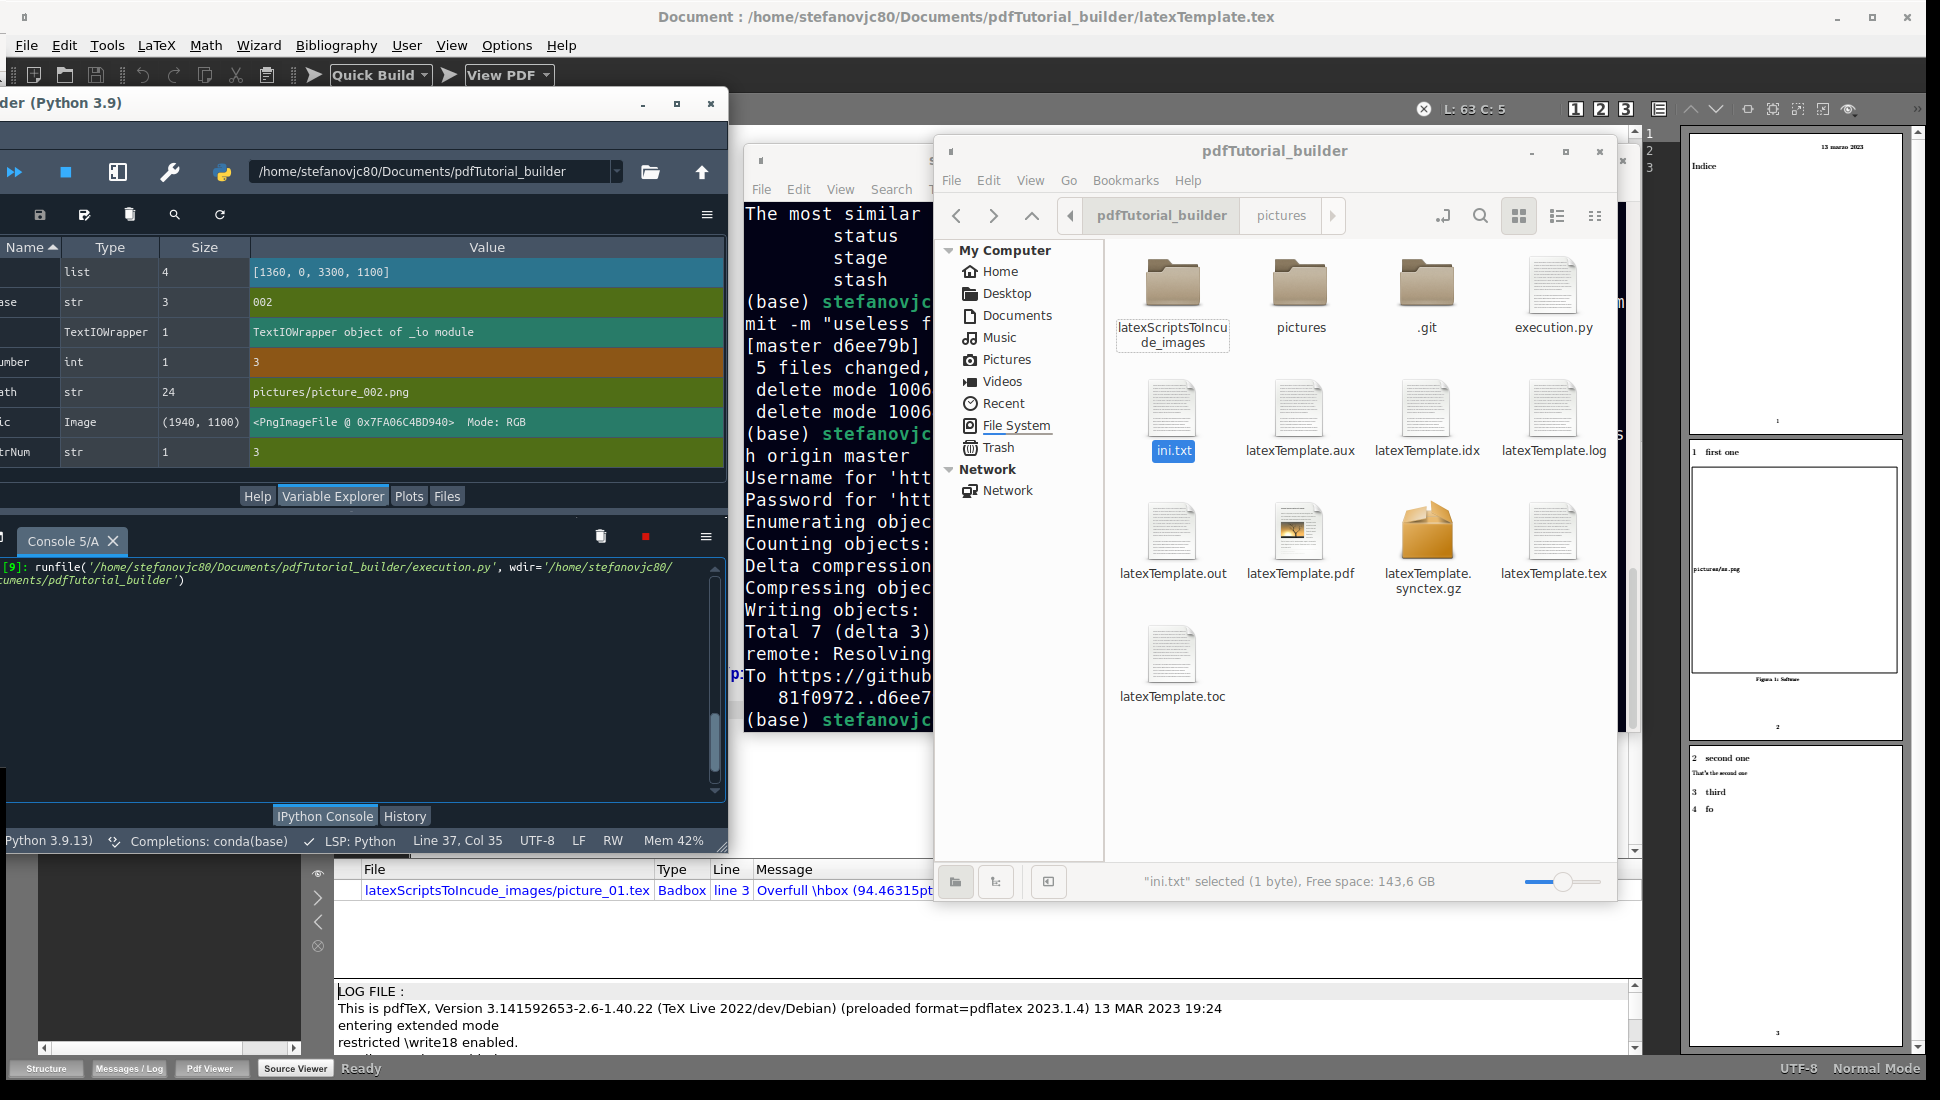 Document : /home/stefanovjc80/Documents/pdfTutorial_builder/latexTemplate.tex
File Edit Tools LaTeX Math Wizard Bibliography User View Options Help
Quick Build View PDF
L: 63 C: 5 1 2 3
der (Python 3.9)
/home/stefanovjc80/Documents/pdfTutorial_builder
Name Type Size Value
list 4 [1360, 0, 3300, 1100]
ase str 3 002
TextIOWrapper 1 TextIOWrapper object of _io module
umber int 1 3
ath str 24 pictures/picture_002.png
ic Image (1940, 1100) <PngImageFile @ 0x7FA06C4BD940> Mode: RGB
trNum str 1 3
Help Variable Explorer Plots Files
Console 5/A
[9]: runfile('/home/stefanovjc80/Documents/pdfTutorial_builder/execution.py', wdir='/home/stefanovjc80/
cuments/pdfTutorial_builder')
IPython Console History
Python 3.9.13) Completions: conda(base) LSP: Python Line 37, Col 35 UTF-8 LF RW Mem 42%
File Edit View Search
The most similar
status
stage
stash
(base) stefanovjc
mit -m "useless f
[master d6ee79b]
5 files changed,
delete mode 1006
delete mode 1006
(base) stefanovjc
h origin master
Username for 'htt
Password for 'htt
Enumerating objec
Counting objects:
Delta compression
Compressing objec
Writing objects:
Total 7 (delta 3)
remote: Resolving
To https://github
81f0972..d6ee7
(base) stefanovjc
pdfTutorial_builder
File Edit View Go Bookmarks Help
pdfTutorial_builder pictures
My Computer
Home
Desktop
Documents
Music
Pictures
Videos
Recent
File System
Trash
Network
Network
latexScriptsToIncu
de_images
pictures
.git
execution.py
ini.txt
latexTemplate.aux
latexTemplate.idx
latexTemplate.log
latexTemplate.out
latexTemplate.pdf
latexTemplate.
synctex.gz
latexTemplate.tex
latexTemplate.toc
"ini.txt" selected (1 byte), Free space: 143,6 GB
1
2
3
13 marzo 2023
Indice
1
1 first one
pictures/ns.png
Figura 1: Software
2
2 second one
That's the second one
3 third
4 fo
3
File Type Line Message
latexScriptsToIncude_images/picture_01.tex Badbox line 3 Overfull \hbox (94.46315pt
LOG FILE :
This is pdfTeX, Version 3.141592653-2.6-1.40.22 (TeX Live 2022/dev/Debian) (preloaded format=pdflatex 2023.1.4) 13 MAR 2023 19:24
entering extended mode
restricted \write18 enabled.
Structure Messages / Log Pdf Viewer Source Viewer Ready
UTF-8 Normal Mode